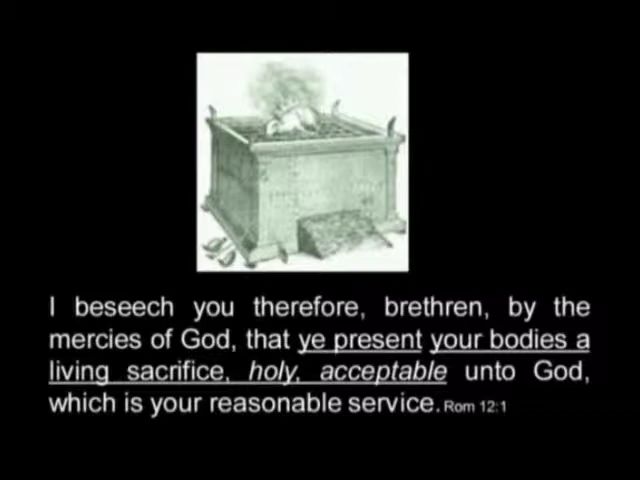 I beseech you therefore, brethren, by the
mercies of God, that ye present your bodies a
living sacrifice, holy, acceptable unto God,
which is your reasonable service. Rom 12:1